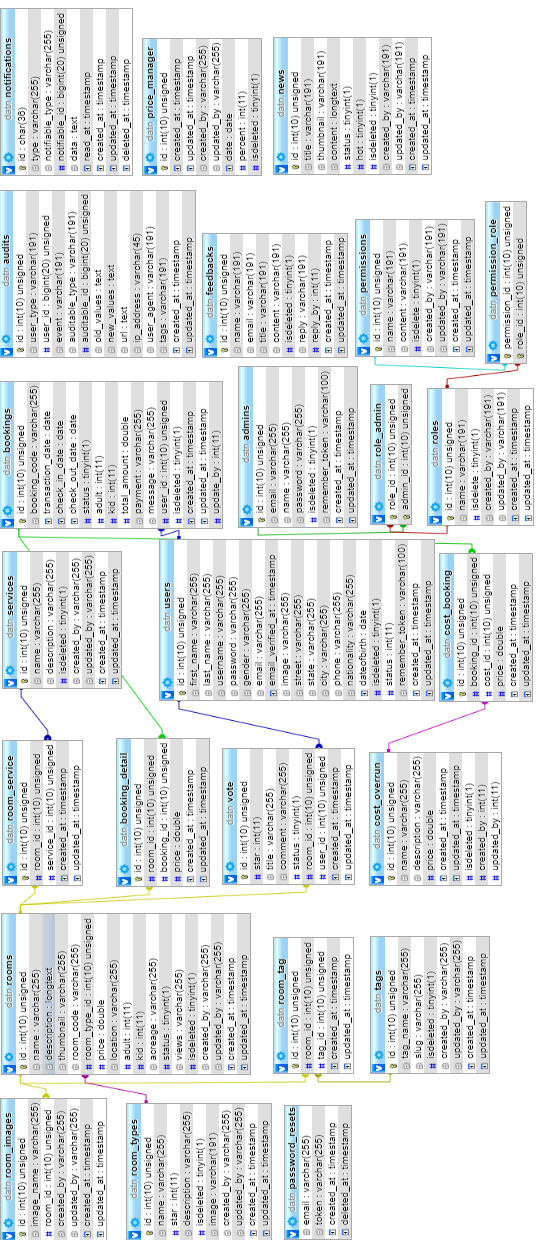 datn room_images
id : int(10) unsigned
image_name : varchar(255)
room_id : int(10) unsigned
created_by : varchar(255)
updated_by : varchar(255)
created_at : timestamp
updated_at : timestamp
datn rooms
id : int(10) unsigned
name : varchar(255)
description : longtext
thumbnail : varchar(255)
room_code : varchar(255)
room_type_id : int(10) unsigned
price : double
location : varchar(255)
adult : int(11)
kid : int(11)
acreage : varchar(255)
status : tinyint(1)
views : varchar(255)
isdeleted : tinyint(1)
created_by : varchar(255)
updated_by : varchar(255)
created_at : timestamp
updated_at : timestamp
datn room_service
id : int(10) unsigned
room_id : int(10) unsigned
service_id : int(10) unsigned
created_at : timestamp
updated_at : timestamp
datn services
id : int(10) unsigned
name : varchar(255)
description : varchar(255)
isdeleted : tinyint(1)
created_by : varchar(255)
updated_by : varchar(255)
created_at : timestamp
updated_at : timestamp
datn bookings
id : int(10) unsigned
booking_code : varchar(255)
transaction_date : date
check_in_date : date
check_out_date : date
status : tinyint(1)
adult : int(11)
kid : int(11)
total_amount : double
payment : varchar(255)
message : varchar(255)
user_id : int(10) unsigned
isdeleted : tinyint(1)
created_at : timestamp
updated_at : timestamp
update_by : int(11)
datn audits
id : int(10) unsigned
user_type : varchar(191)
user_id : bigint(20) unsigned
event : varchar(191)
auditable_type : varchar(191)
auditable_id : bigint(20) unsigned
old_values : text
new_values : text
url : text
ip_address : varchar(45)
user_agent : varchar(191)
tags : varchar(191)
created_at : timestamp
updated_at : timestamp
datn notifications
id : char(36)
type : varchar(255)
notifiable_type : varchar(255)
notifiable_id : bigint(20) unsigned
data : text
read_at : timestamp
created_at : timestamp
updated_at : timestamp
deleted_at : timestamp
datn room_types
id : int(10) unsigned
name : varchar(255)
star : int(11)
description : varchar(255)
isdeleted : tinyint(1)
image : varchar(191)
created_by : varchar(255)
updated_by : varchar(255)
created_at : timestamp
updated_at : timestamp
datn booking_detail
id : int(10) unsigned
room_id : int(10) unsigned
booking_id : int(10) unsigned
price : double
created_at : timestamp
updated_at : timestamp
datn users
id : int(10) unsigned
first_name : varchar(255)
last_name : varchar(255)
username : varchar(255)
password : varchar(255)
gender : varchar(255)
email : varchar(255)
email_verified_at : timestamp
image : varchar(255)
street : varchar(255)
state : varchar(255)
city : varchar(255)
phone : varchar(255)
nationality : varchar(255)
dateofbirth : date
isdeleted : tinyint(1)
status : int(11)
remember_token : varchar(100)
created_at : timestamp
updated_at : timestamp
datn price_manager
id : int(10) unsigned
created_at : timestamp
updated_at : timestamp
created_by : varchar(255)
updated_by : varchar(255)
date : date
percent : int(11)
isdeleted : tinyint(1)
datn vote
id : int(10) unsigned
star : int(11)
title : varchar(255)
comment : varchar(255)
status : tinyint(1)
room_id : int(10) unsigned
user_id : int(10) unsigned
created_at : timestamp
updated_at : timestamp
datn admins
id : int(10) unsigned
email : varchar(255)
name : varchar(255)
password : varchar(255)
isdeleted : tinyint(1)
remember_token : varchar(100)
created_at : timestamp
updated_at : timestamp
datn feedbacks
id : int(10) unsigned
name : varchar(191)
email : varchar(191)
title : varchar(191)
content : varchar(191)
isdeleted : tinyint(1)
reply : varchar(191)
reply_by : int(11)
created_at : timestamp
updated_at : timestamp
datn password_resets
email : varchar(255)
token : varchar(255)
created_at : timestamp
deleted_at : timestamp
datn room_tag
id : int(10) unsigned
room_id : int(10) unsigned
tag_id : int(10) unsigned
created_at : timestamp
updated_at : timestamp
datn news
id : int(10) unsigned
title : varchar(191)
thumbnail : varchar(191)
content : longtext
status : tinyint(1)
hot : tinyint(1)
isdeleted : tinyint(1)
created_by : varchar(191)
updated_by : varchar(191)
created_at : timestamp
updated_at : timestamp
datn tags
id : int(10) unsigned
tag_name : varchar(255)
slug : varchar(255)
isdeleted : tinyint(1)
created_by : varchar(255)
updated_by : varchar(255)
created_at : timestamp
updated_at : timestamp
datn cost_overrun
id : int(10) unsigned
name : varchar(255)
description : varchar(255)
price : double
created_at : timestamp
updated_at : timestamp
isdeleted : tinyint(1)
created_by : int(11)
updated_by : int(11)
datn cost_booking
id : int(10) unsigned
booking_id : int(10) unsigned
cost_id : int(10) unsigned
price : double
created_at : timestamp
updated_at : timestamp
datn role_admin
role_id : int(10) unsigned
admin_id : int(10) unsigned
datn roles
id : int(10) unsigned
name : varchar(191)
isdelete : tinyint(1)
created_by : varchar(191)
updated_by : varchar(191)
created_at : timestamp
updated_at : timestamp
datn permissions
id : int(10) unsigned
name : varchar(191)
content : varchar(191)
isdelete : tinyint(1)
created_by : varchar(191)
updated_by : varchar(191)
created_at : timestamp
updated_at : timestamp
datn permission_role
permission_id : int(10) unsigned
role_id : int(10) unsigned